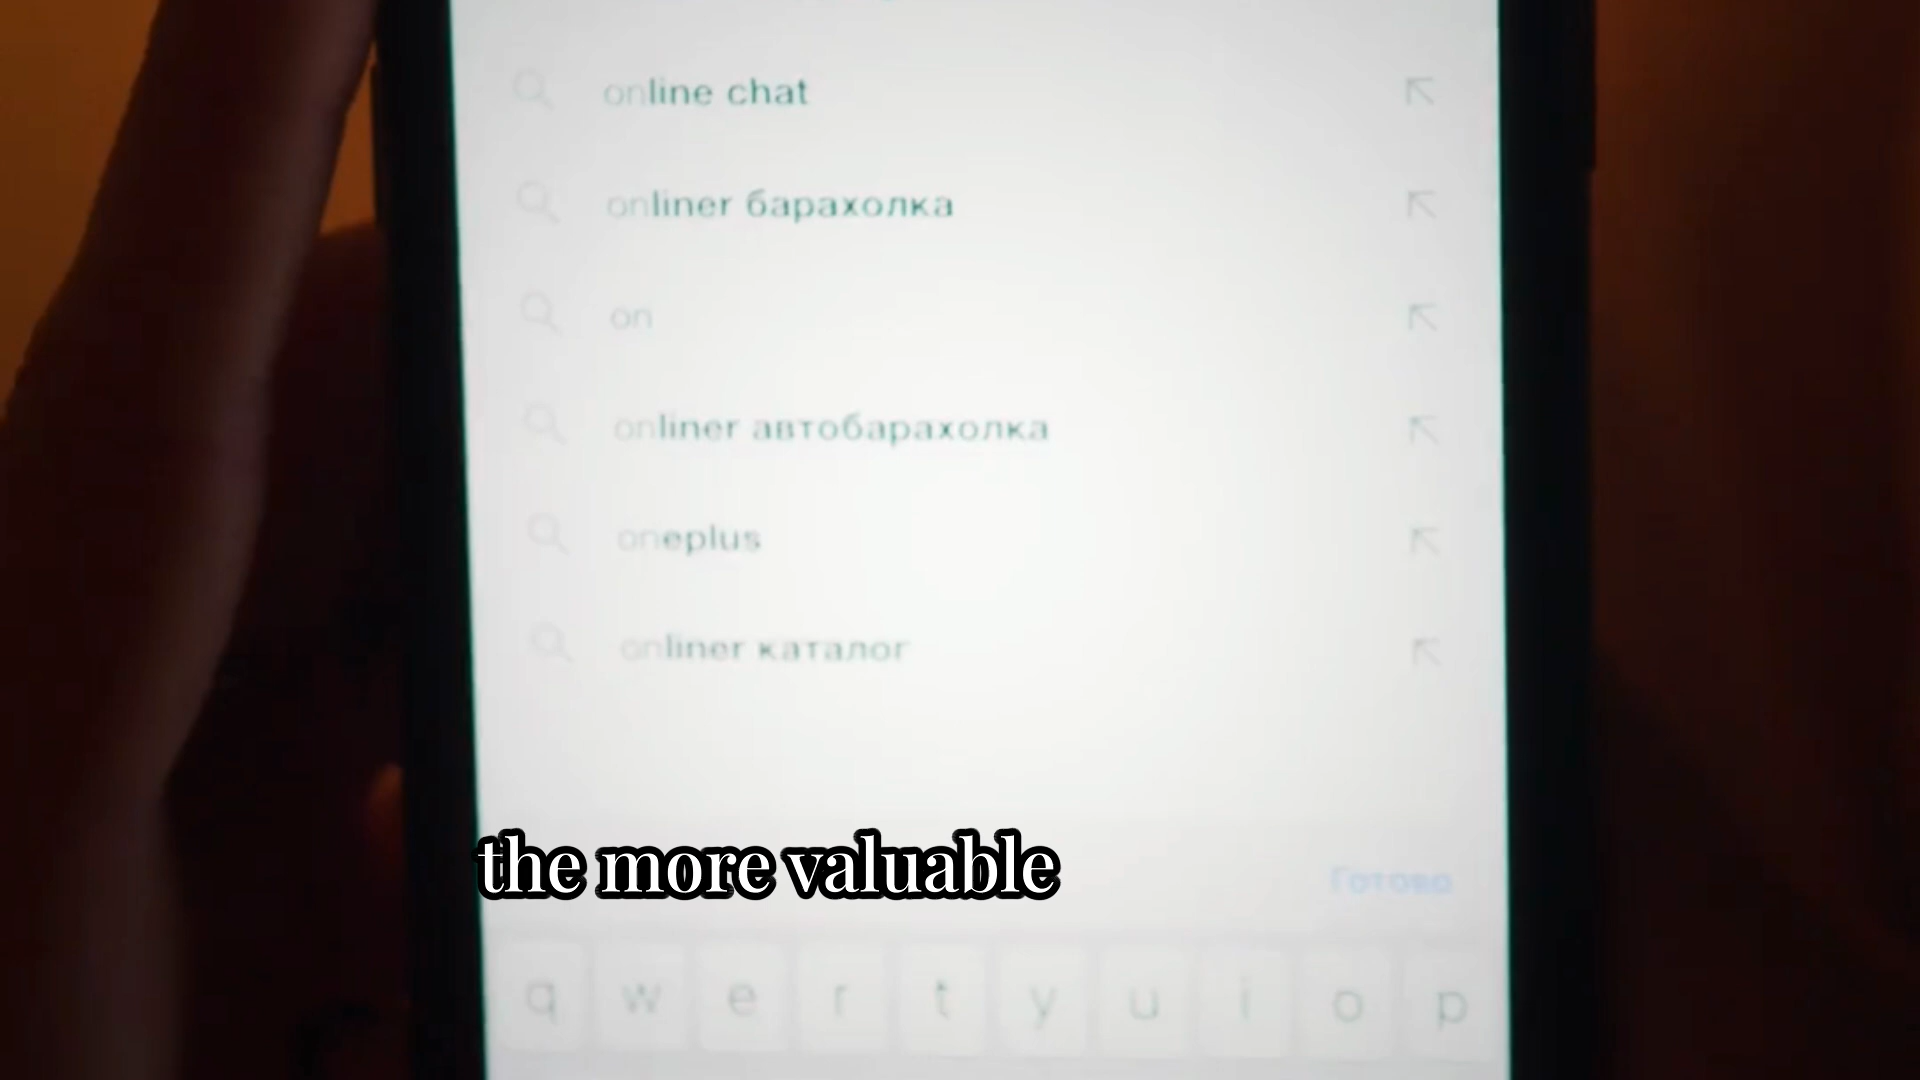 online chat
onliner барахолка
on
onliner автобарахолка
oneplus
onliner каталог
the more valuable
Готово
q w e r t y u i o p